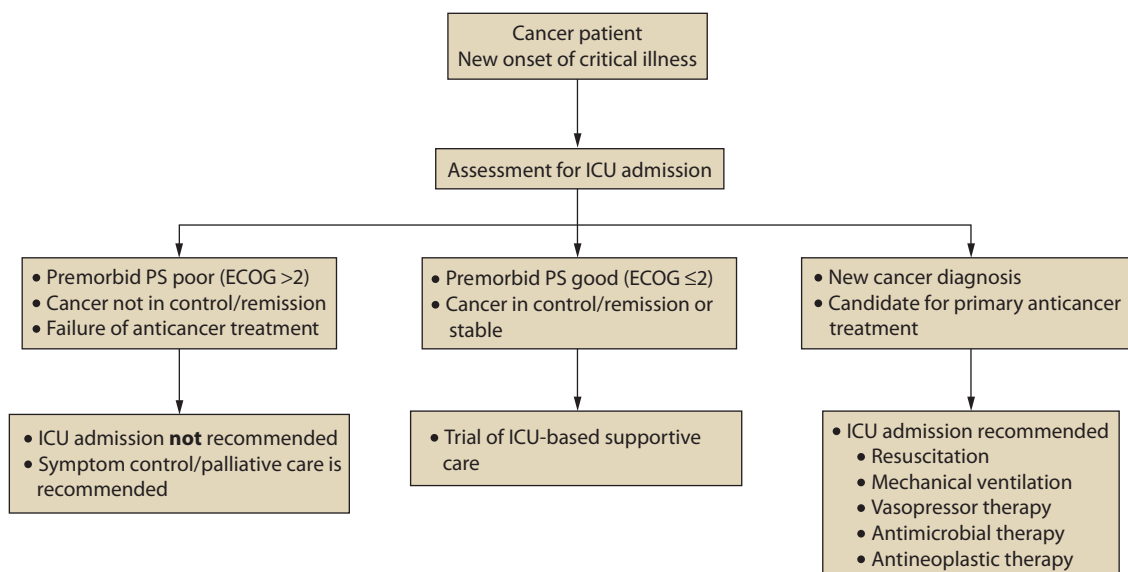 Cancer patient
New onset of critical illness
Assessment for ICU admission
• Premorbid PS poor (ECOG >2)
• Cancer not in control/remission
• Failure of anticancer treatment
• Premorbid PS good (ECOG ≤2)
• Cancer in control/remission or
stable
• New cancer diagnosis
• Candidate for primary anticancer
treatment
• ICU admission not recommended
• Symptom control/palliative care is
recommended
• Trial of ICU-based supportive
care
• ICU admission recommended
• Resuscitation
• Mechanical ventilation
• Vasopressor therapy
• Antimicrobial therapy
• Antineoplastic therapy